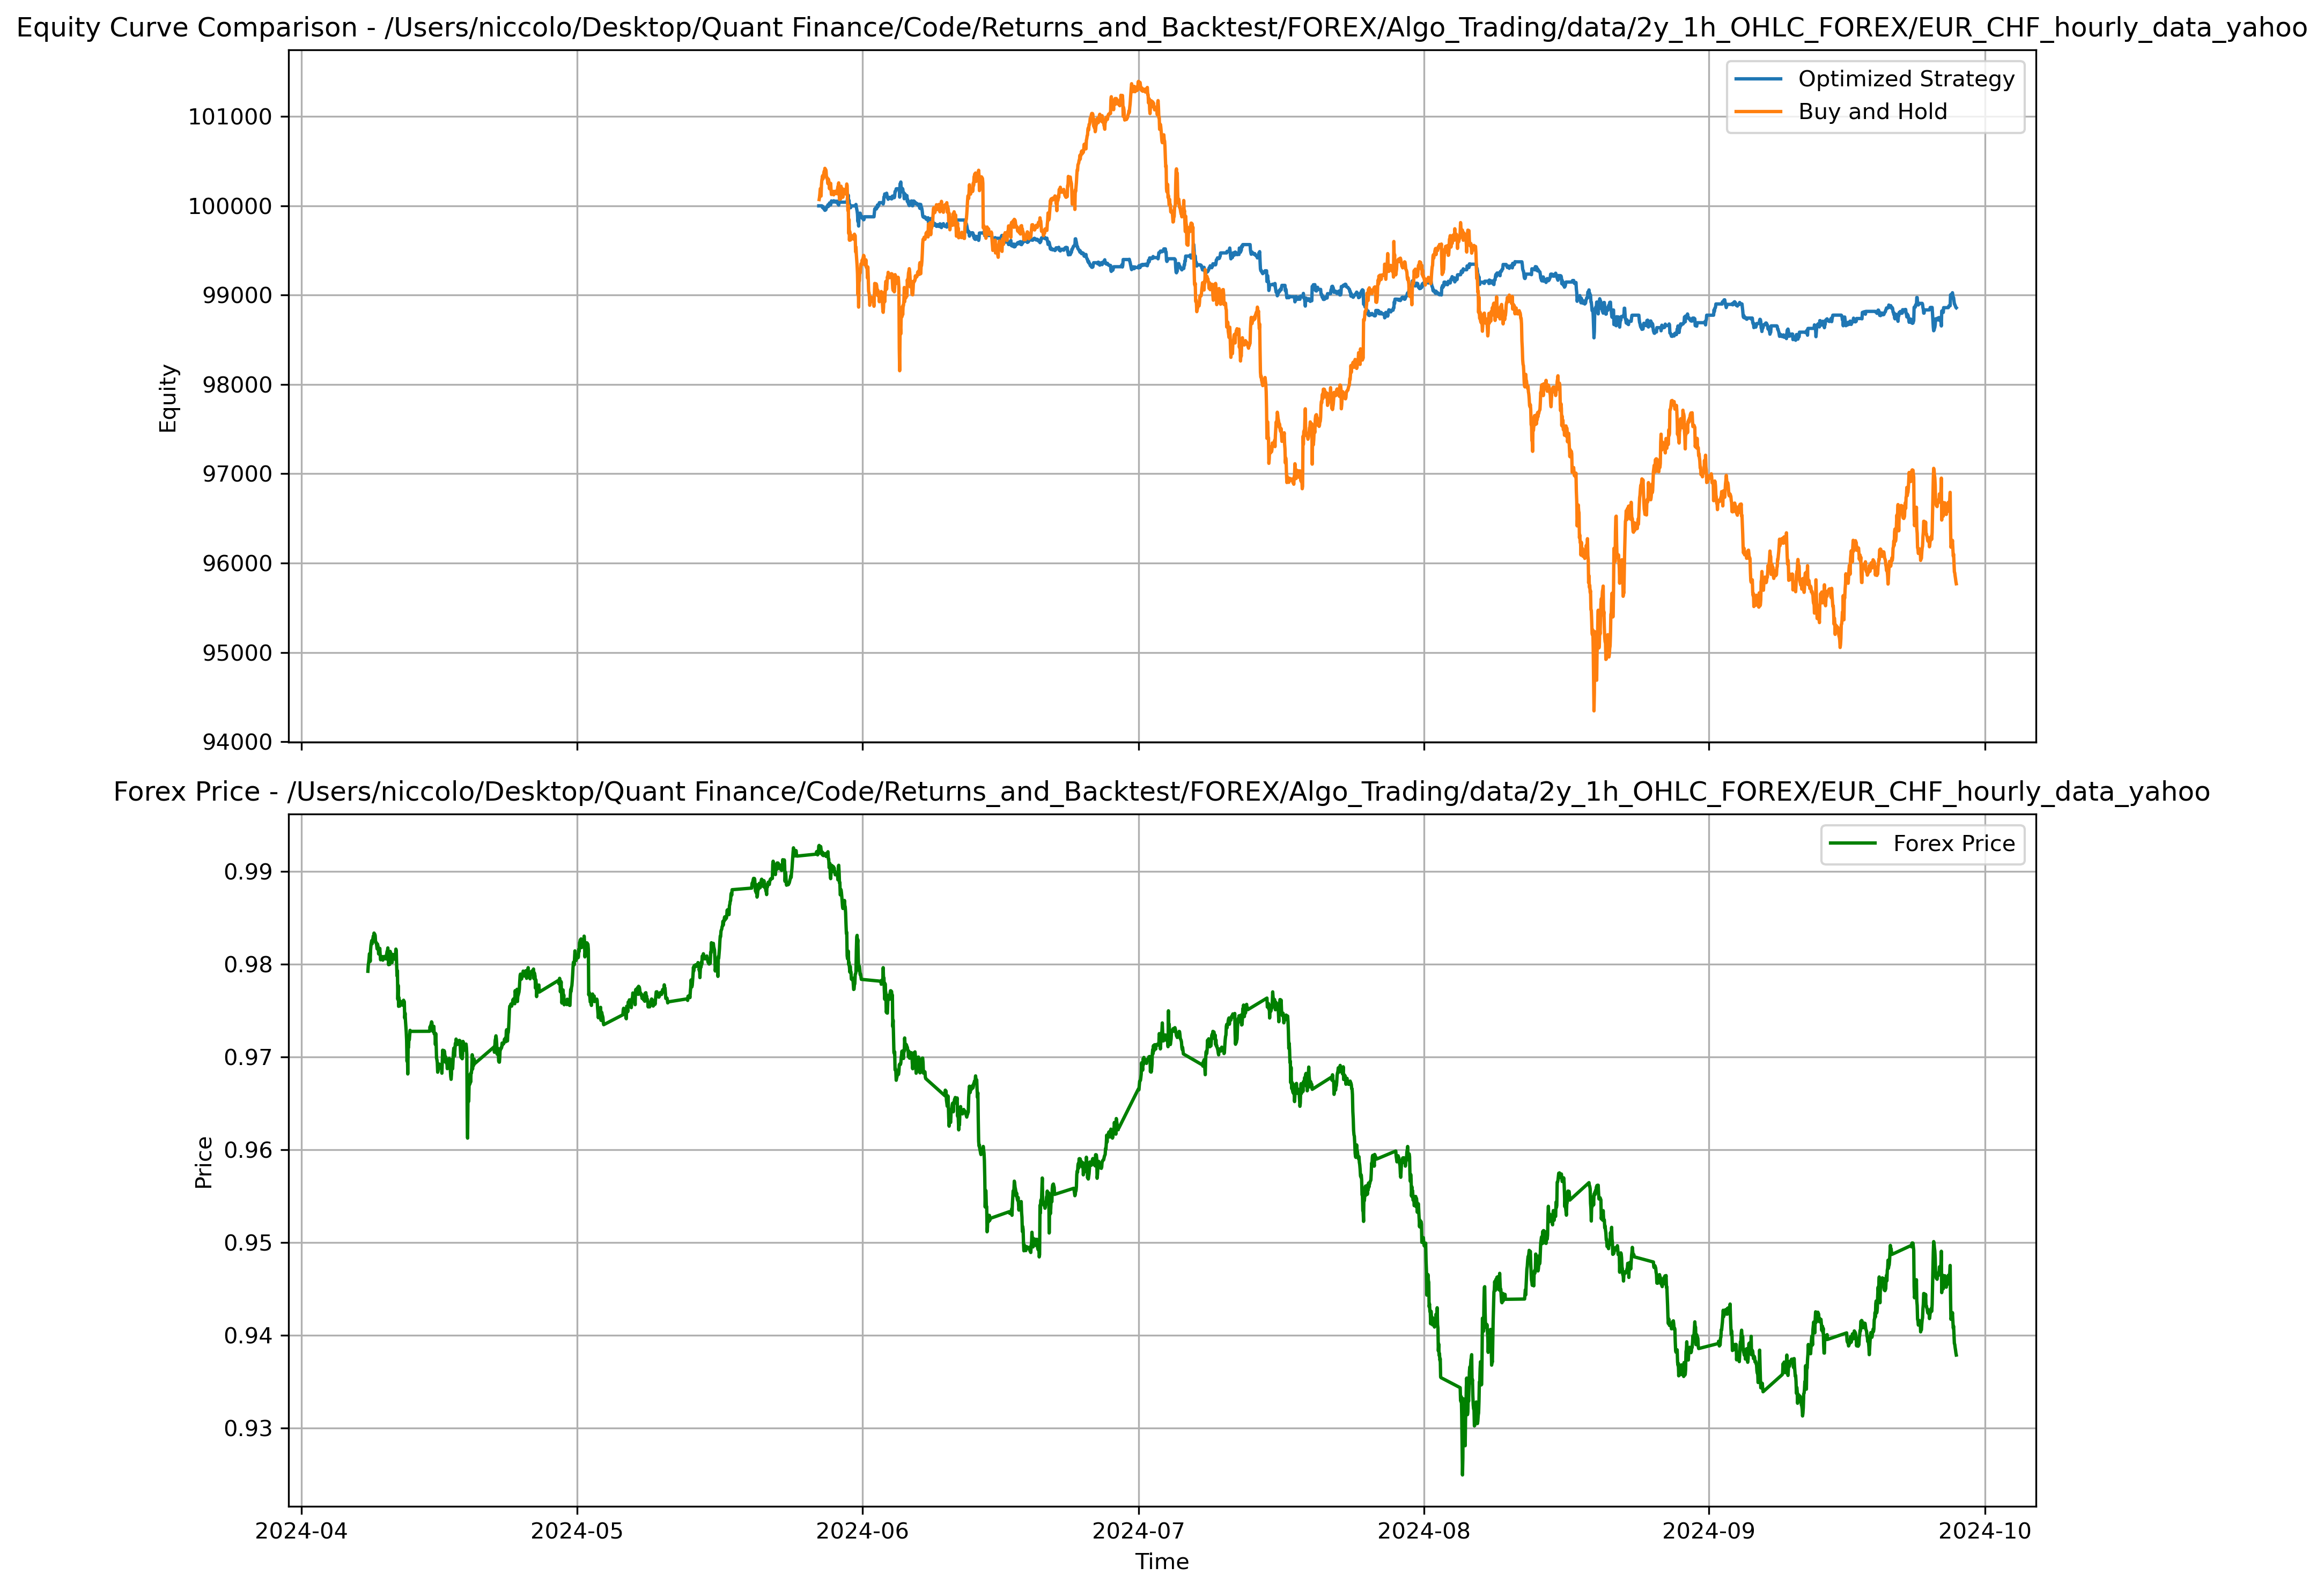 Equity Curve Comparison - /Users/niccolo/Desktop/Quant Finance/Code/Returns_and_Backtest/FOREX/Algo_Trading/data/2y_1h_OHLC_FOREX/EUR_CHF_hourly_data_yahoo
Optimized Strategy
Buy and Hold
101000
100000
99000
98000
97000
96000
95000
94000
Equity
Forex Price - /Users/niccolo/Desktop/Quant Finance/Code/Returns_and_Backtest/FOREX/Algo_Trading/data/2y_1h_OHLC_FOREX/EUR_CHF_hourly_data_yahoo
Forex Price
0.99
0.98
0.97
0.96
0.95
0.94
0.93
Price
2024-04 2024-05 2024-06 2024-07 2024-08 2024-09 2024-10
Time